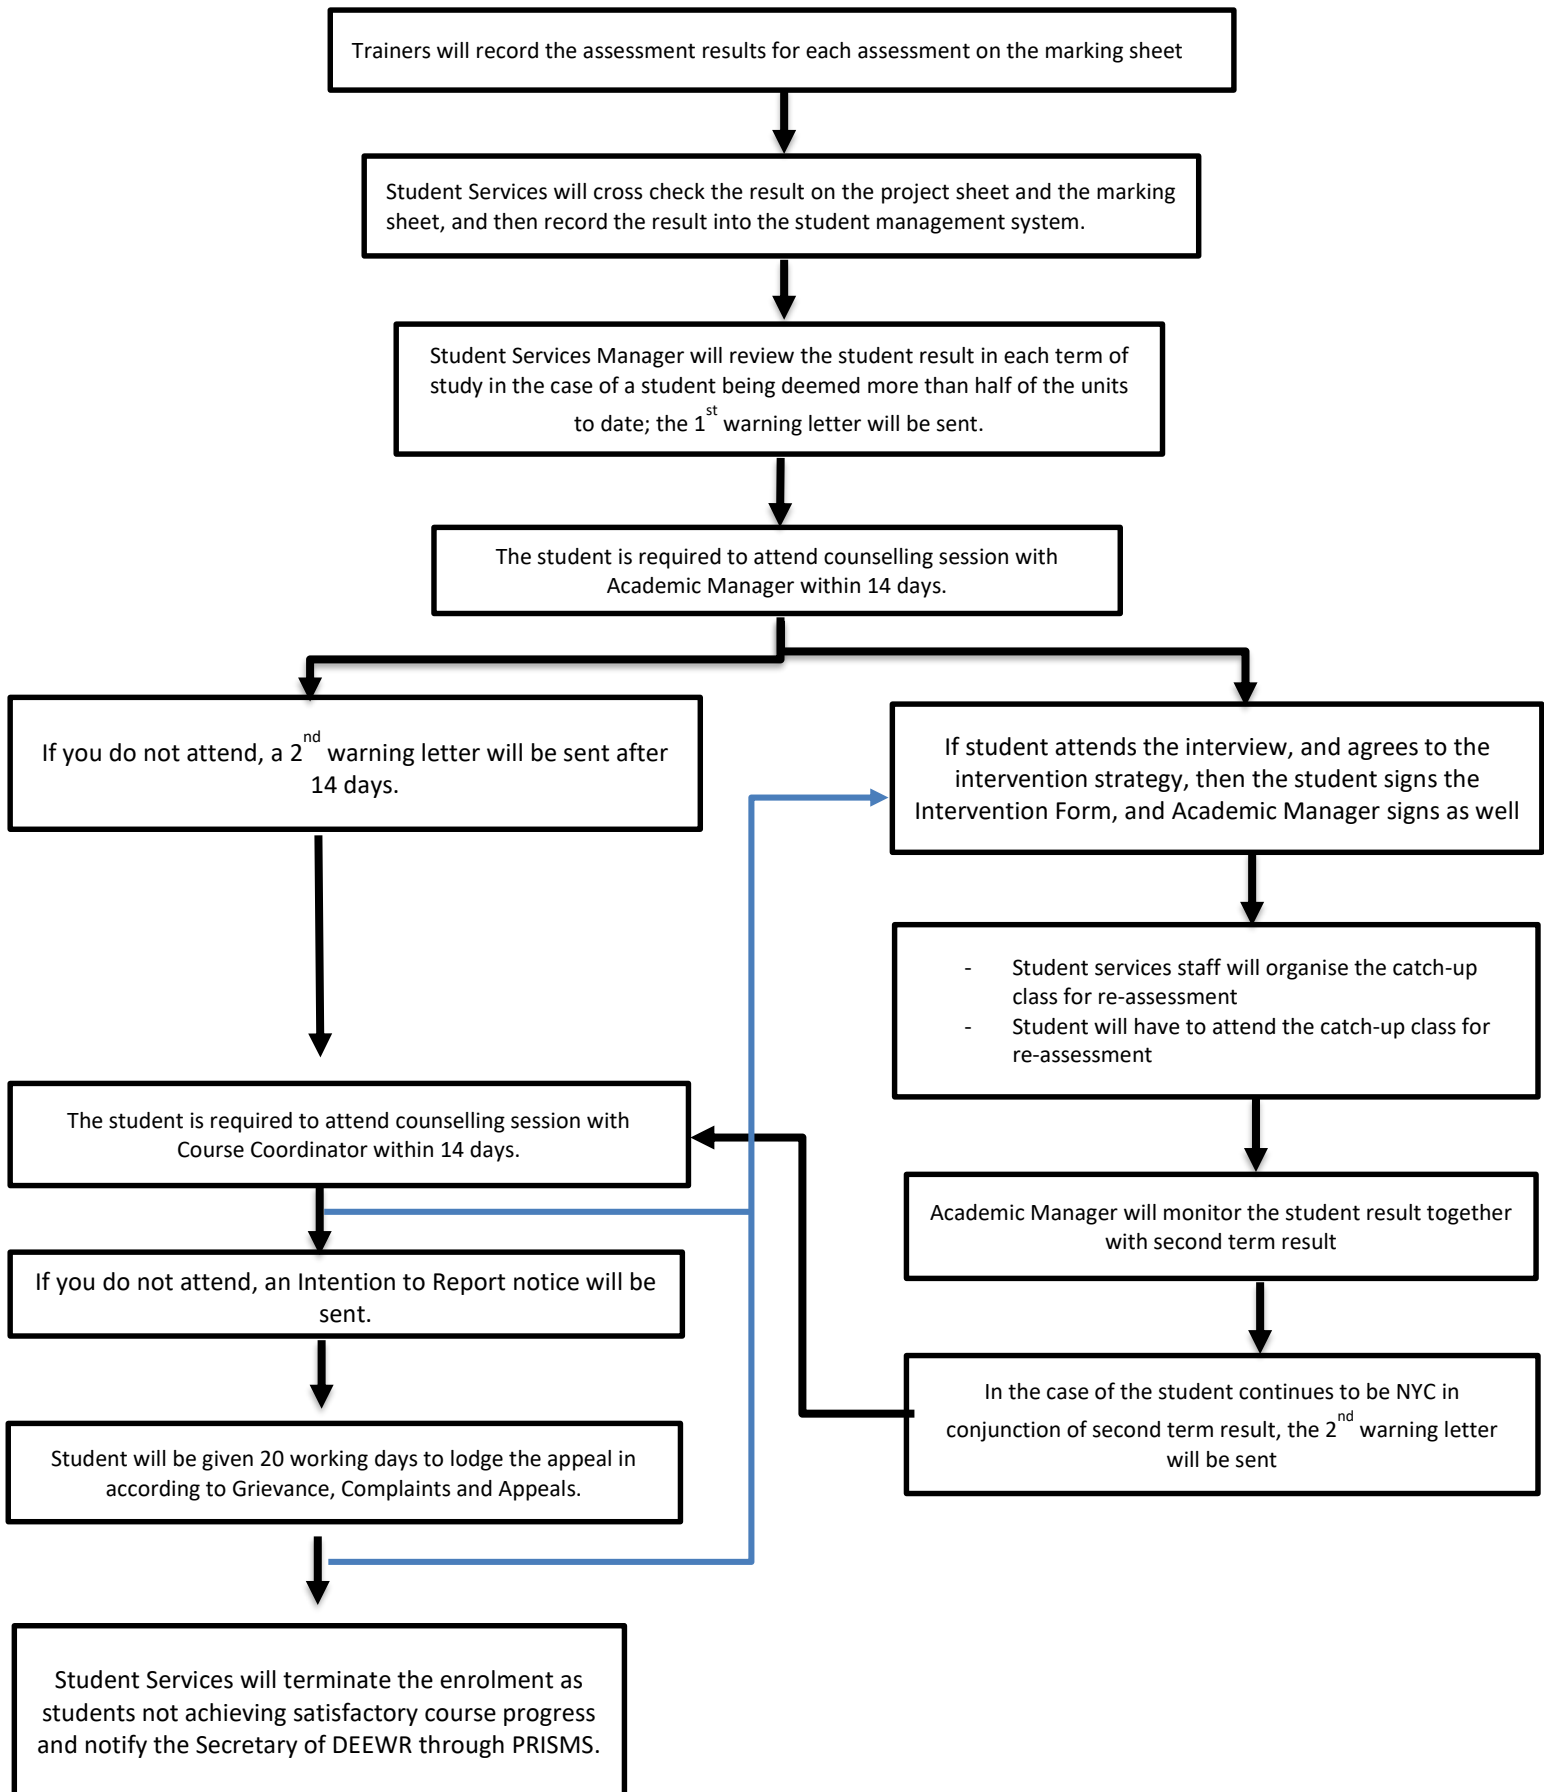 Trainers will record the assessment results for each assessment on the marking sheet
Student Services will cross check the result on the project sheet and the marking
sheet, and then record the result into the student management system.
Student Services Manager will review the student result in each term of
study in the case of a student being deemed more than half of the units
to date; the 1st warning letter will be sent.
The student is required to attend counselling session with
Academic Manager within 14 days.
If you do not attend, a 2nd warning letter will be sent after
14 days.
If student attends the interview, and agrees to the
intervention strategy, then the student signs the
Intervention Form, and Academic Manager signs as well
- Student services staff will organise the catch-up
class for re-assessment
- Student will have to attend the catch-up class for
re-assessment
The student is required to attend counselling session with
Course Coordinator within 14 days.
Academic Manager will monitor the student result together
with second term result
If you do not attend, an Intention to Report notice will be
sent.
In the case of the student continues to be NYC in
conjunction of second term result, the 2nd warning letter
will be sent
Student will be given 20 working days to lodge the appeal in
according to Grievance, Complaints and Appeals.
Student Services will terminate the enrolment as
students not achieving satisfactory course progress
and notify the Secretary of DEEWR through PRISMS.